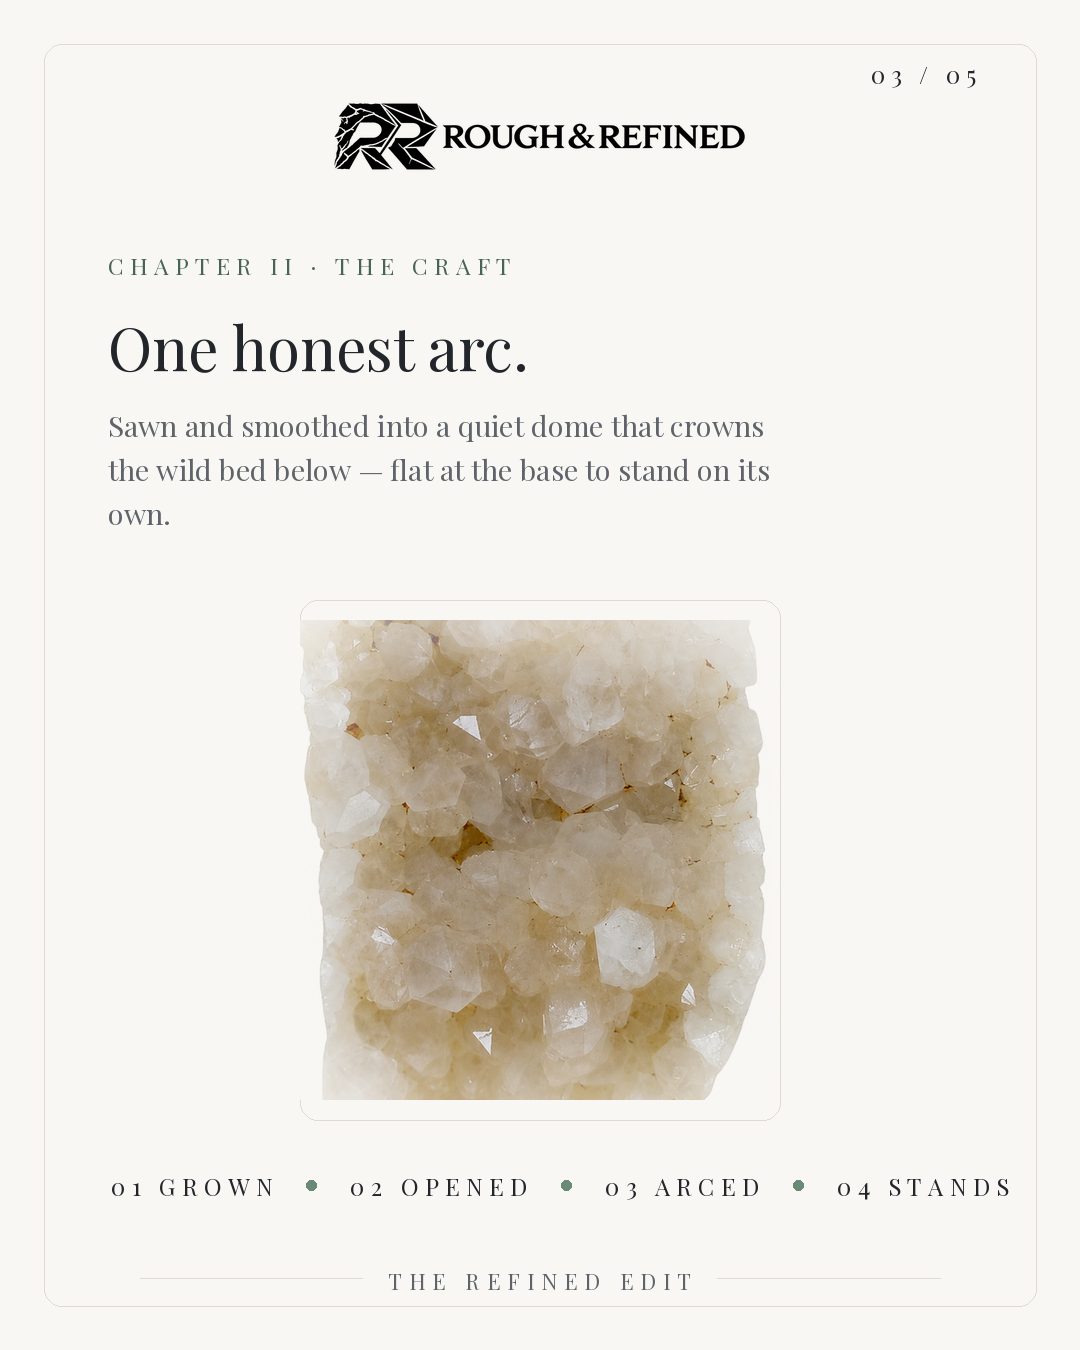 03 / 05
ROUGH & REFINED
CHAPTER II · THE CRAFT
One honest arc.
Sawn and smoothed into a quiet dome that crowns
the wild bed below — flat at the base to stand on its
own.
01 GROWN • 02 OPENED • 03 ARCED • 04 STANDS
THE REFINED EDIT